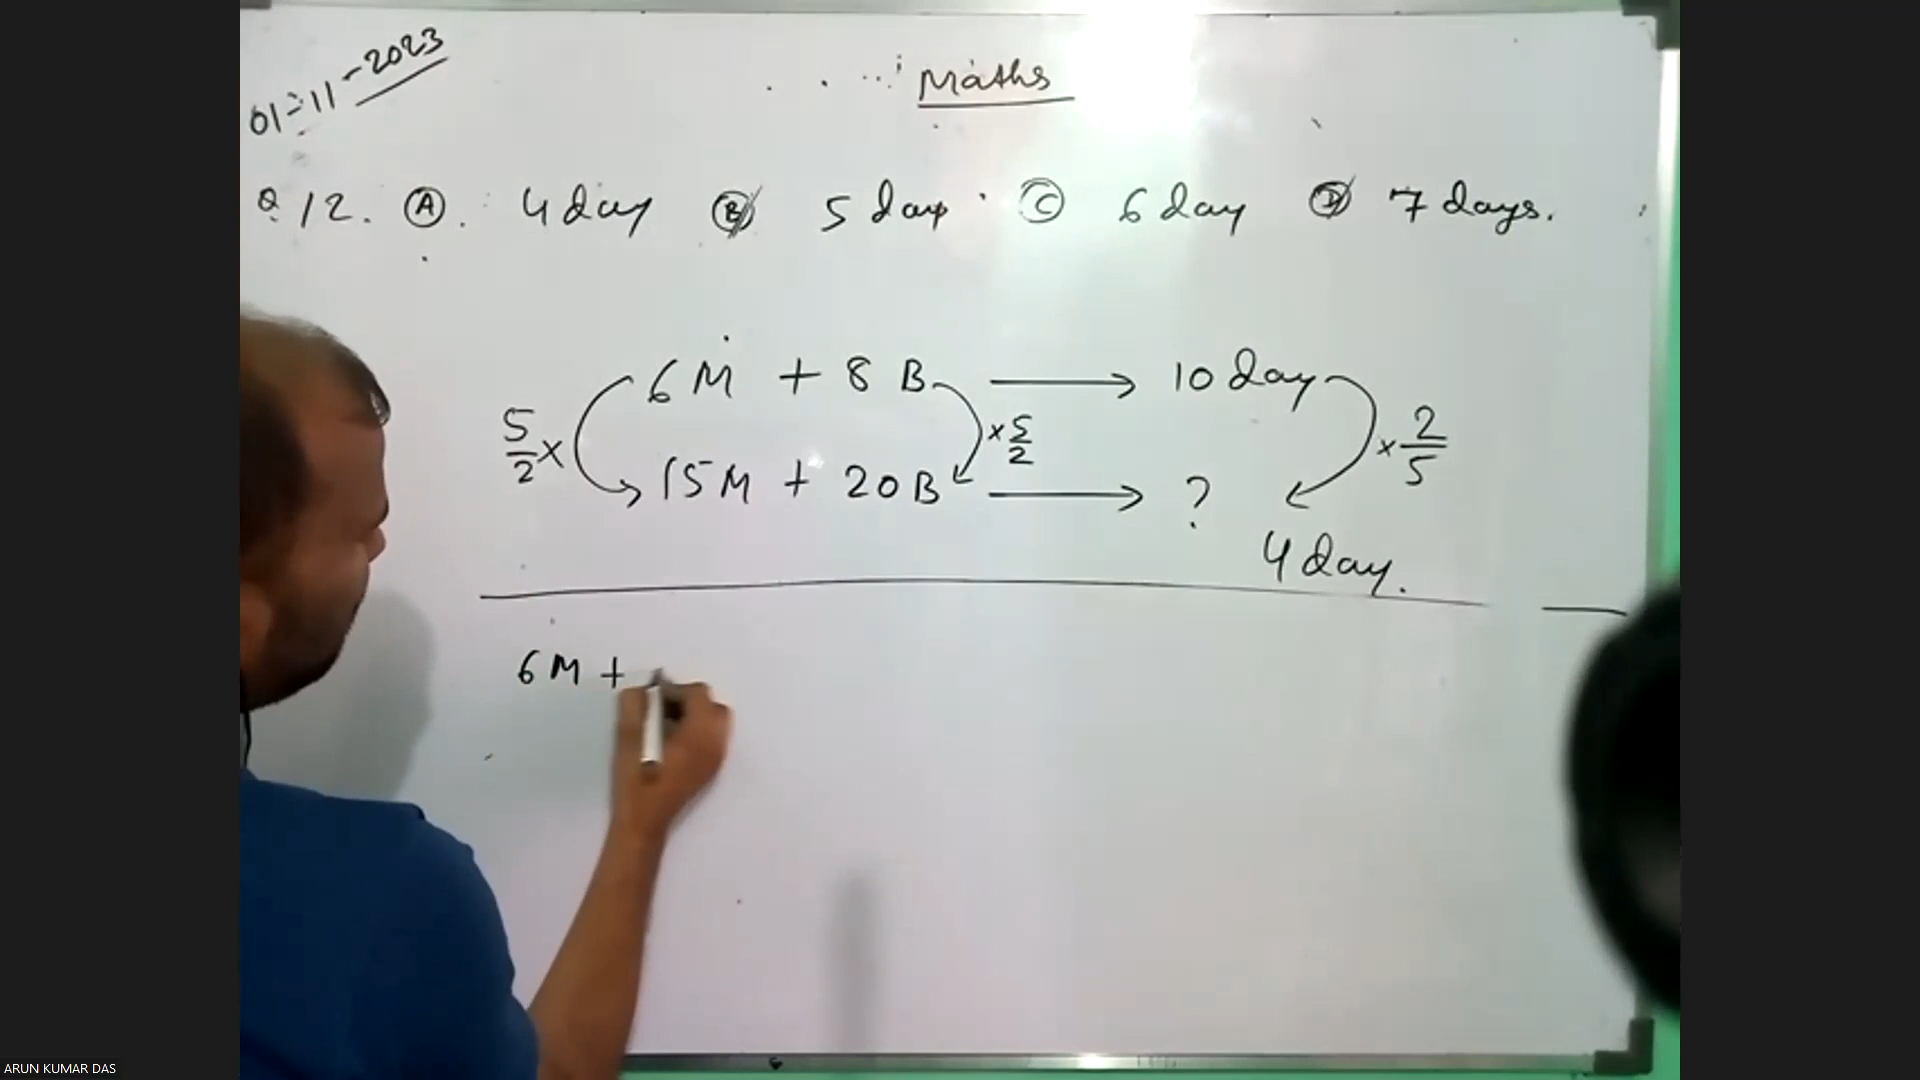 01-11-2023
Maths
Q 12. (A). 4 day (B) 5 day (C) 6 day (D) 7 days.
6M + 8B → 10 day
5/2 × × 5/2 × 2/5
15M + 20B → ?
4 day.
6M +
ARUN KUMAR DAS